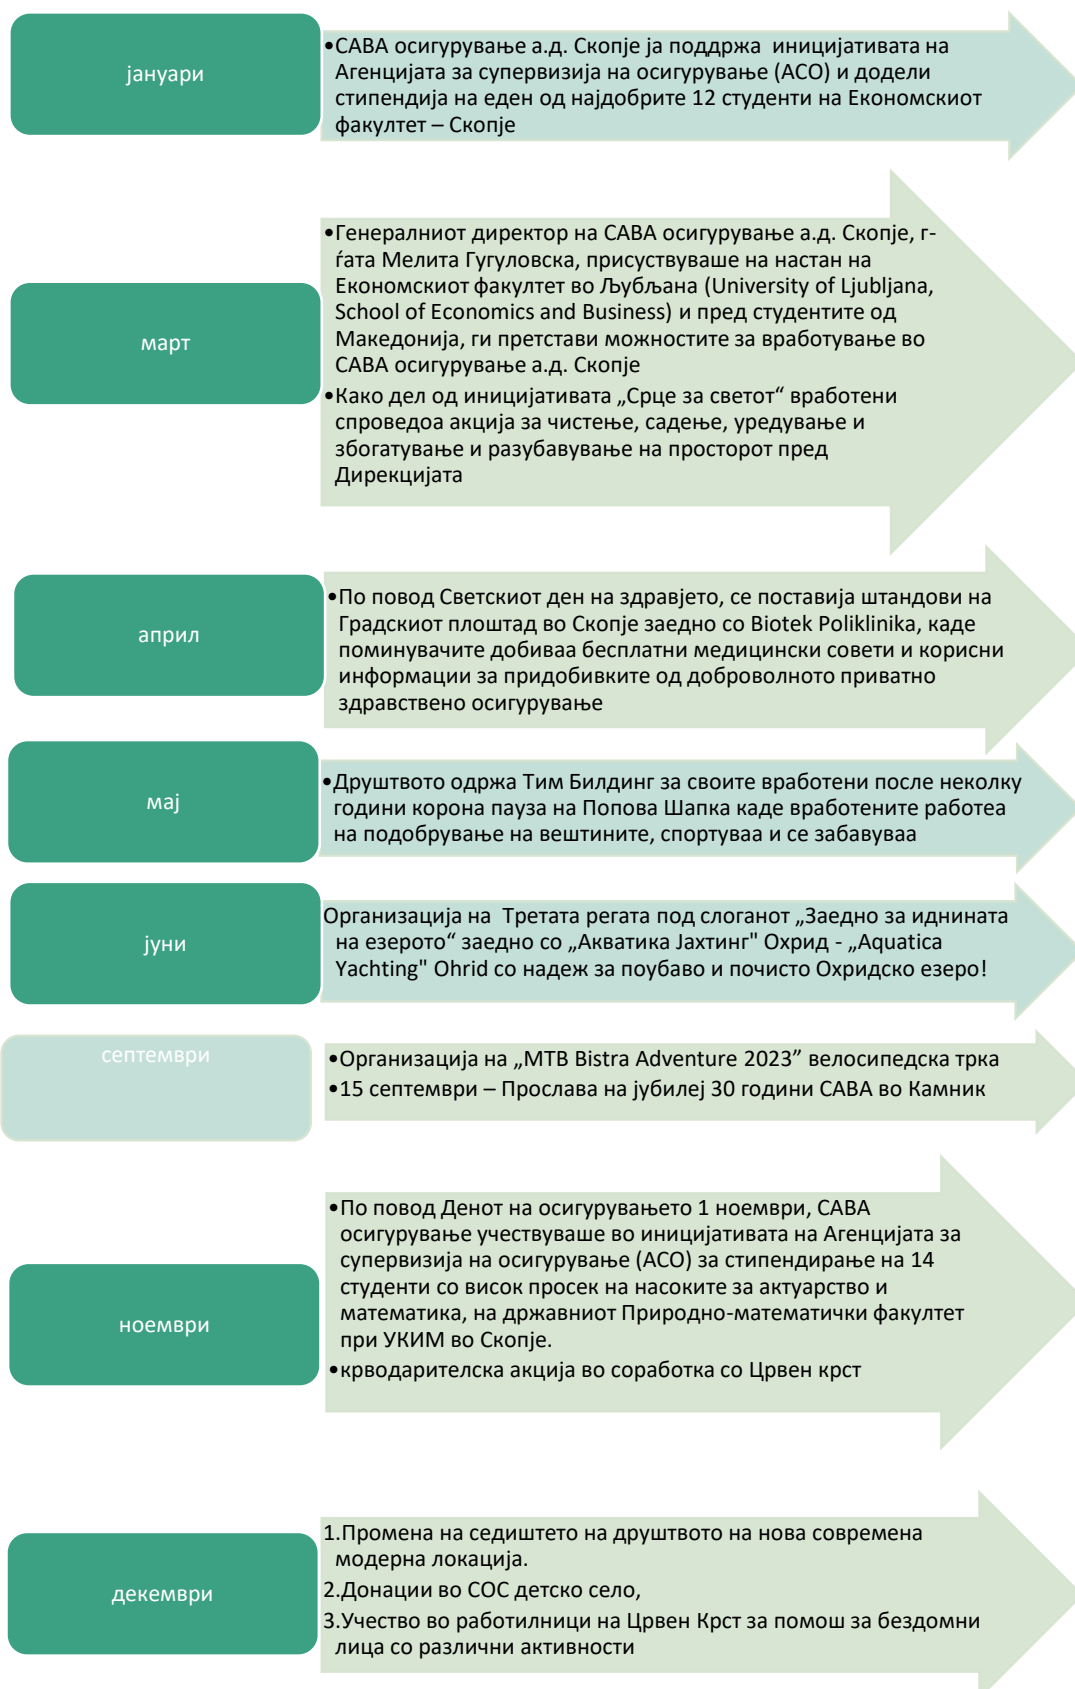 јануари
•САВА осигурување а.д. Скопје ја поддржа  иницијативата на
Агенцијата за супервизија на осигурување (АСО) и додели
стипендија на еден од најдобрите 12 студенти на Економскиот
факултет – Скопје
март
•Генералниот директор на САВА осигурување а.д. Скопје, г-
ѓата Мелита Гугуловска, присуствуваше на настан на
Економскиот факултет во Љубљана (University of Ljubljana,
School of Economics and Business) и пред студентите од
Македонија, ги претстави можностите за вработување во
САВА осигурување а.д. Скопје
•Како дел од иницијативата „Срце за светот“ вработени
спроведоа акција за чистење, садење, уредување и
збогатување и разубавување на просторот пред
Дирекцијата
април
•По повод Светскиот ден на здравјето, се поставија штандови на
Градскиот плоштад во Скопје заедно со Biotek Poliklinika, каде
поминувачите добиваа бесплатни медицински совети и корисни
информации за придобивките од доброволното приватно
здравствено осигурување
мај
•Друштвото одржа Тим Билдинг за своите вработени после неколку
години корона пауза на Попова Шапка каде вработените работеа
на подобрување на вештините, спортуваа и се забавуваа
јуни
Организација на  Третата регата под слоганот „Заедно за иднината
на езерото“ заедно со „Акватика Јахтинг" Охрид - „Aquatica
Yachting" Ohrid со надеж за поубаво и почисто Охридско езеро!
септември
•Организација на „MTB Bistra Adventure 2023” велосипедска трка
•15 септември – Прослава на јубилеј 30 години САВА во Камник
ноември
•По повод Денот на осигурувањето 1 ноември, САВА
осигурување учествуваше во иницијативата на Агенцијата за
супервизија на осигурување (АСО) за стипендирање на 14
студенти со висок просек на насоките за актуарство и
математика, на државниот Природно-математички факултет
при УКИМ во Скопје.
•крводарителска акција во соработка со Црвен крст
декември
1.Промена на седиштето на друштвото на нова современа
модерна локација.
2.Донации во СОС детско село,
3.Учество во работилници на Црвен Крст за помош за бездомни
лица со различни активности